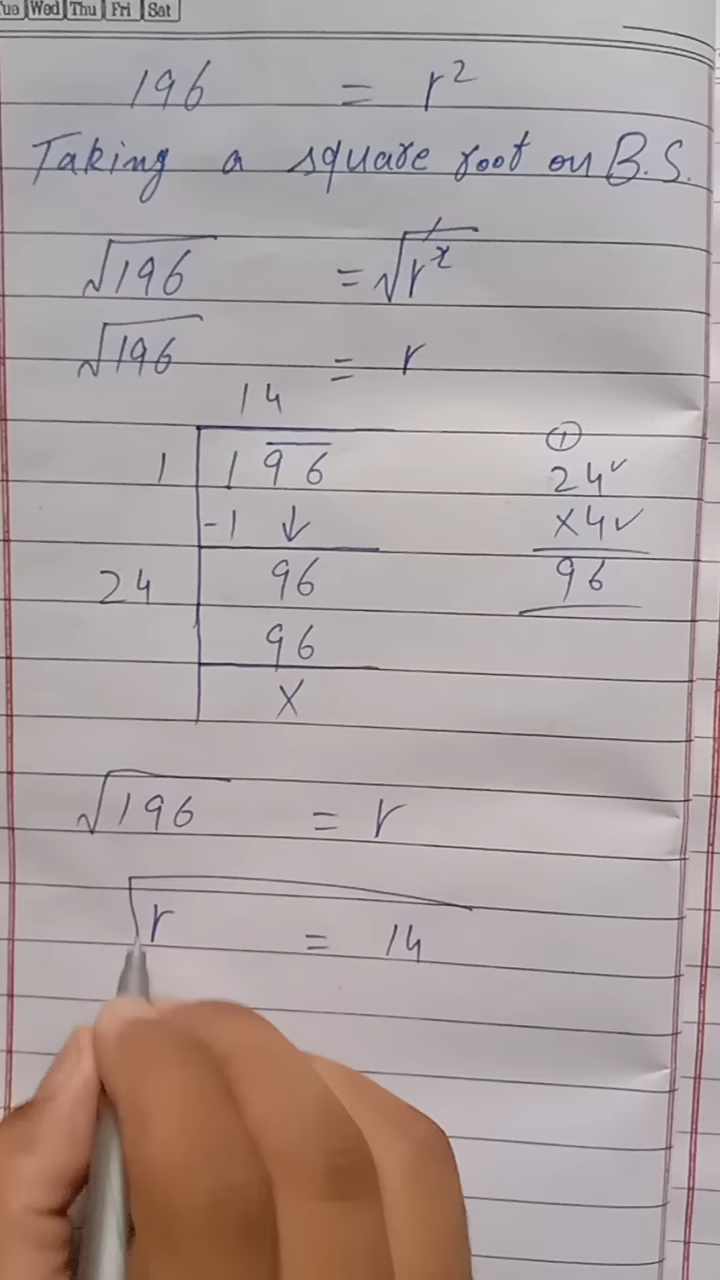 Tue Wed Thu Fri Sat
196 = r²
Taking a square root on B.S.
√196 = √r²
√196 = r
14
1 196 ①
-1 ↓ 24✓
24 96 ×4✓
96 96
×
√196 = r
r = 14